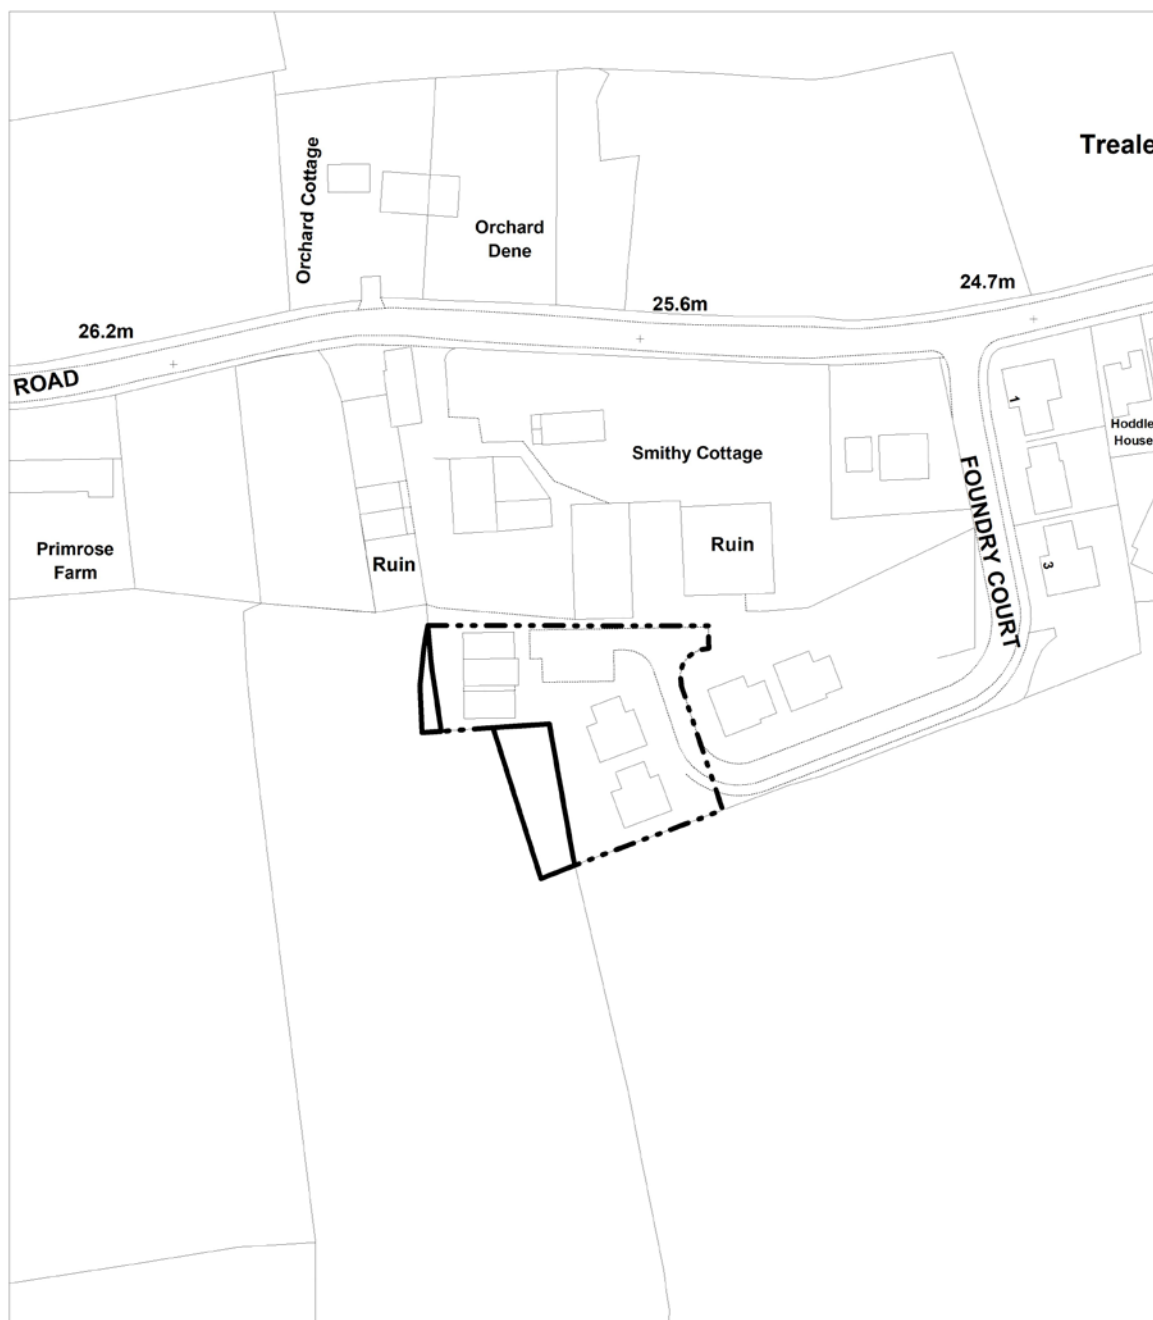 Treale
Orchard Cottage
Orchard
Dene
24.7m
25.6m
26.2m
ROAD
1
Hoddle
House
Smithy Cottage
FOUNDRY COURT
Primrose
Farm
Ruin
Ruin
3